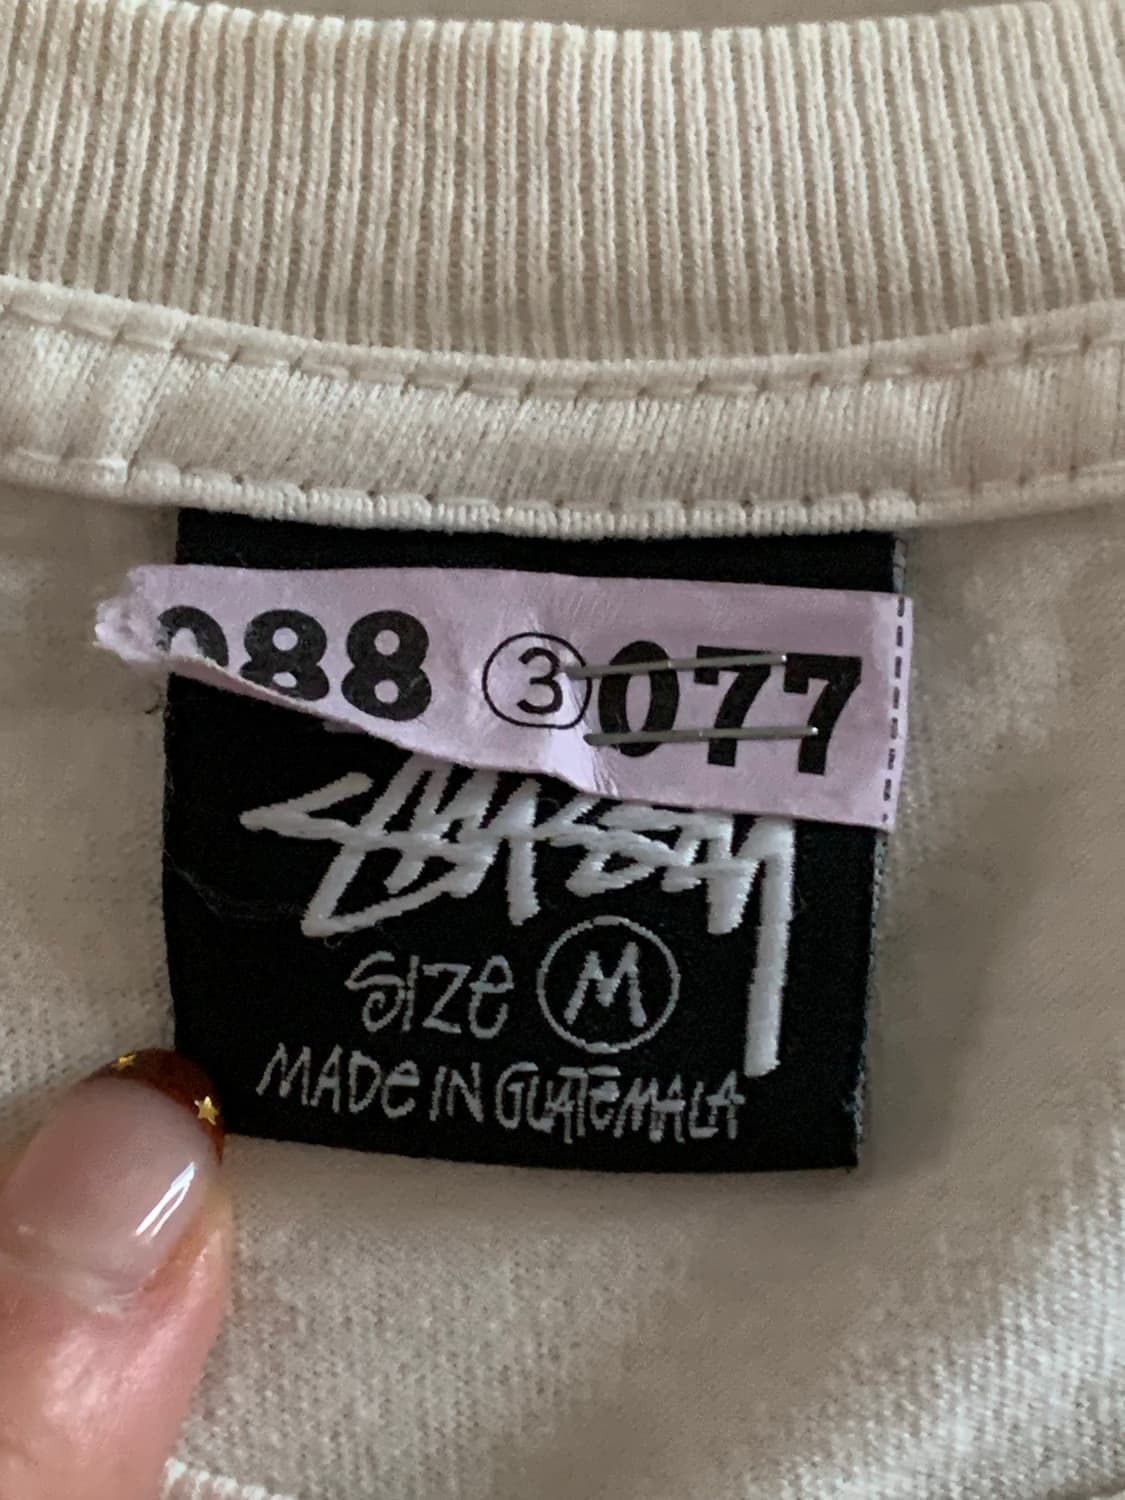 088 ③ 077
STUSSY
SIZE M
MADE IN GUATEMALA